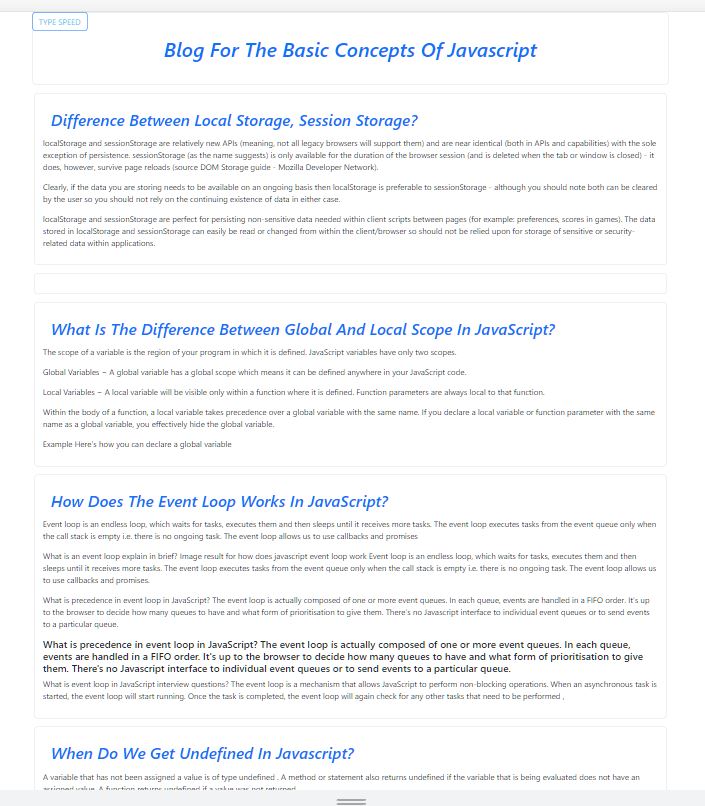 TYPE SPEED
Blog For The Basic Concepts Of Javascript
Difference Between Local Storage, Session Storage?
localStorage and sessionStorage are relatively new APIs (meaning, not all legacy browsers will support them) and are near identical (both in APIs and capabilities) with the sole
exception of persistence. sessionStorage (as the name suggests) is only available for the duration of the browser session (and is deleted when the tab or window is closed) - it
does, however, survive page reloads (source DOM Storage guide - Mozilla Developer Network).
Clearly, if the data you are storing needs to be available on an ongoing basis then localStorage is preferable to sessionStorage - although you should note both can be cleared
by the user so you should not rely on the continuing existence of data in either case.
localStorage and sessionStorage are perfect for persisting non-sensitive data needed within client scripts between pages (for example: preferences, scores in games). The data
stored in localStorage and sessionStorage can easily be read or changed from within the client/browser so should not be relied upon for storage of sensitive or security-
related data within applications.
What Is The Difference Between Global And Local Scope In JavaScript?
The scope of a variable is the region of your program in which it is defined. JavaScript variables have only two scopes.
Global Variables − A global variable has a global scope which means it can be defined anywhere in your JavaScript code.
Local Variables − A local variable will be visible only within a function where it is defined. Function parameters are always local to that function.
Within the body of a function, a local variable takes precedence over a global variable with the same name. If you declare a local variable or function parameter with the same
name as a global variable, you effectively hide the global variable.
Example Here's how you can declare a global variable
How Does The Event Loop Works In JavaScript?
Event loop is an endless loop, which waits for tasks, executes them and then sleeps until it receives more tasks. The event loop executes tasks from the event queue only when
the call stack is empty i.e. there is no ongoing task. The event loop allows us to use callbacks and promises
What is an event loop explain in brief? Image result for how does javascript event loop work Event loop is an endless loop, which waits for tasks, executes them and then
sleeps until it receives more tasks. The event loop executes tasks from the event queue only when the call stack is empty i.e. there is no ongoing task. The event loop allows us
to use callbacks and promises.
What is precedence in event loop in JavaScript? The event loop is actually composed of one or more event queues. In each queue, events are handled in a FIFO order. It's up
to the browser to decide how many queues to have and what form of prioritisation to give them. There's no Javascript interface to individual event queues or to send events
to a particular queue.
What is precedence in event loop in JavaScript? The event loop is actually composed of one or more event queues. In each queue,
events are handled in a FIFO order. It's up to the browser to decide how many queues to have and what form of prioritisation to give
them. There's no Javascript interface to individual event queues or to send events to a particular queue.
What is event loop in JavaScript interview questions? The event loop is a mechanism that allows JavaScript to perform non-blocking operations. When an asynchronous task is
started, the event loop will start running. Once the task is completed, the event loop will again check for any other tasks that need to be performed ,
When Do We Get Undefined In Javascript?
A variable that has not been assigned a value is of type undefined . A method or statement also returns undefined if the variable that is being evaluated does not have an
assigned value. A function returns undefined if a value was not returned